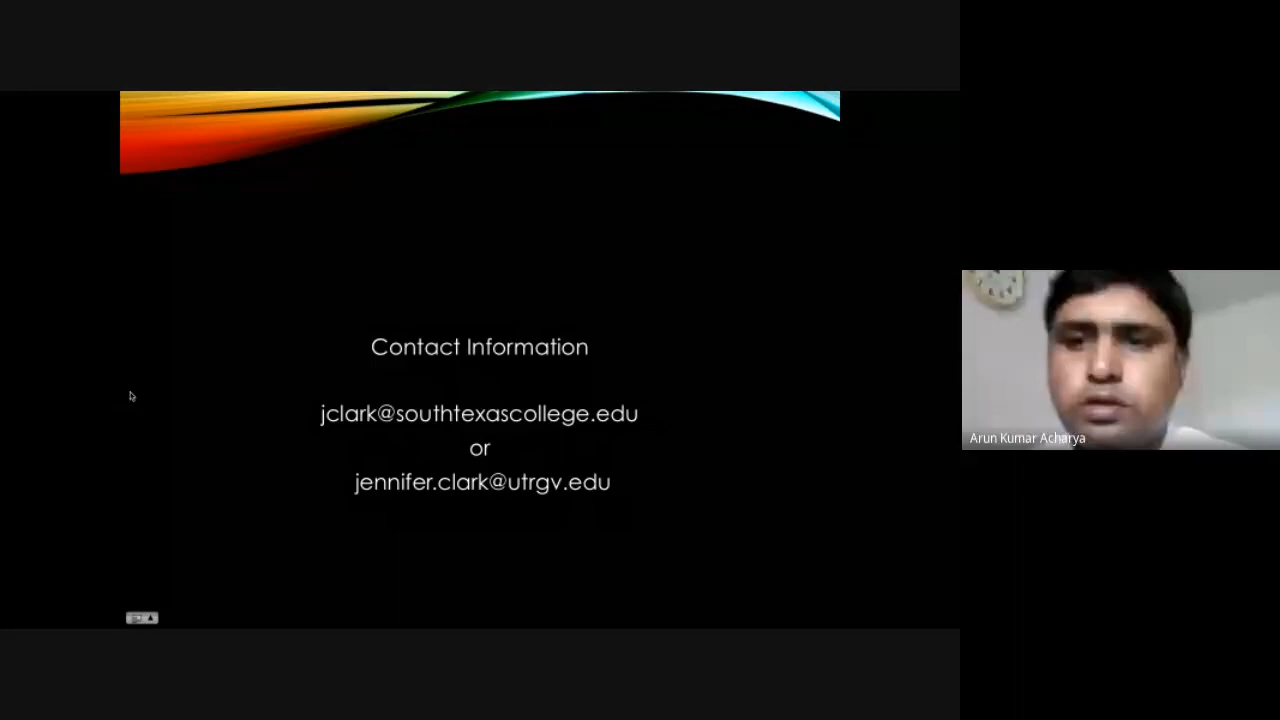 Contact Information
jclark@southtexascollege.edu
or
jennifer.clark@utrgv.edu
Arun Kumar Acharya